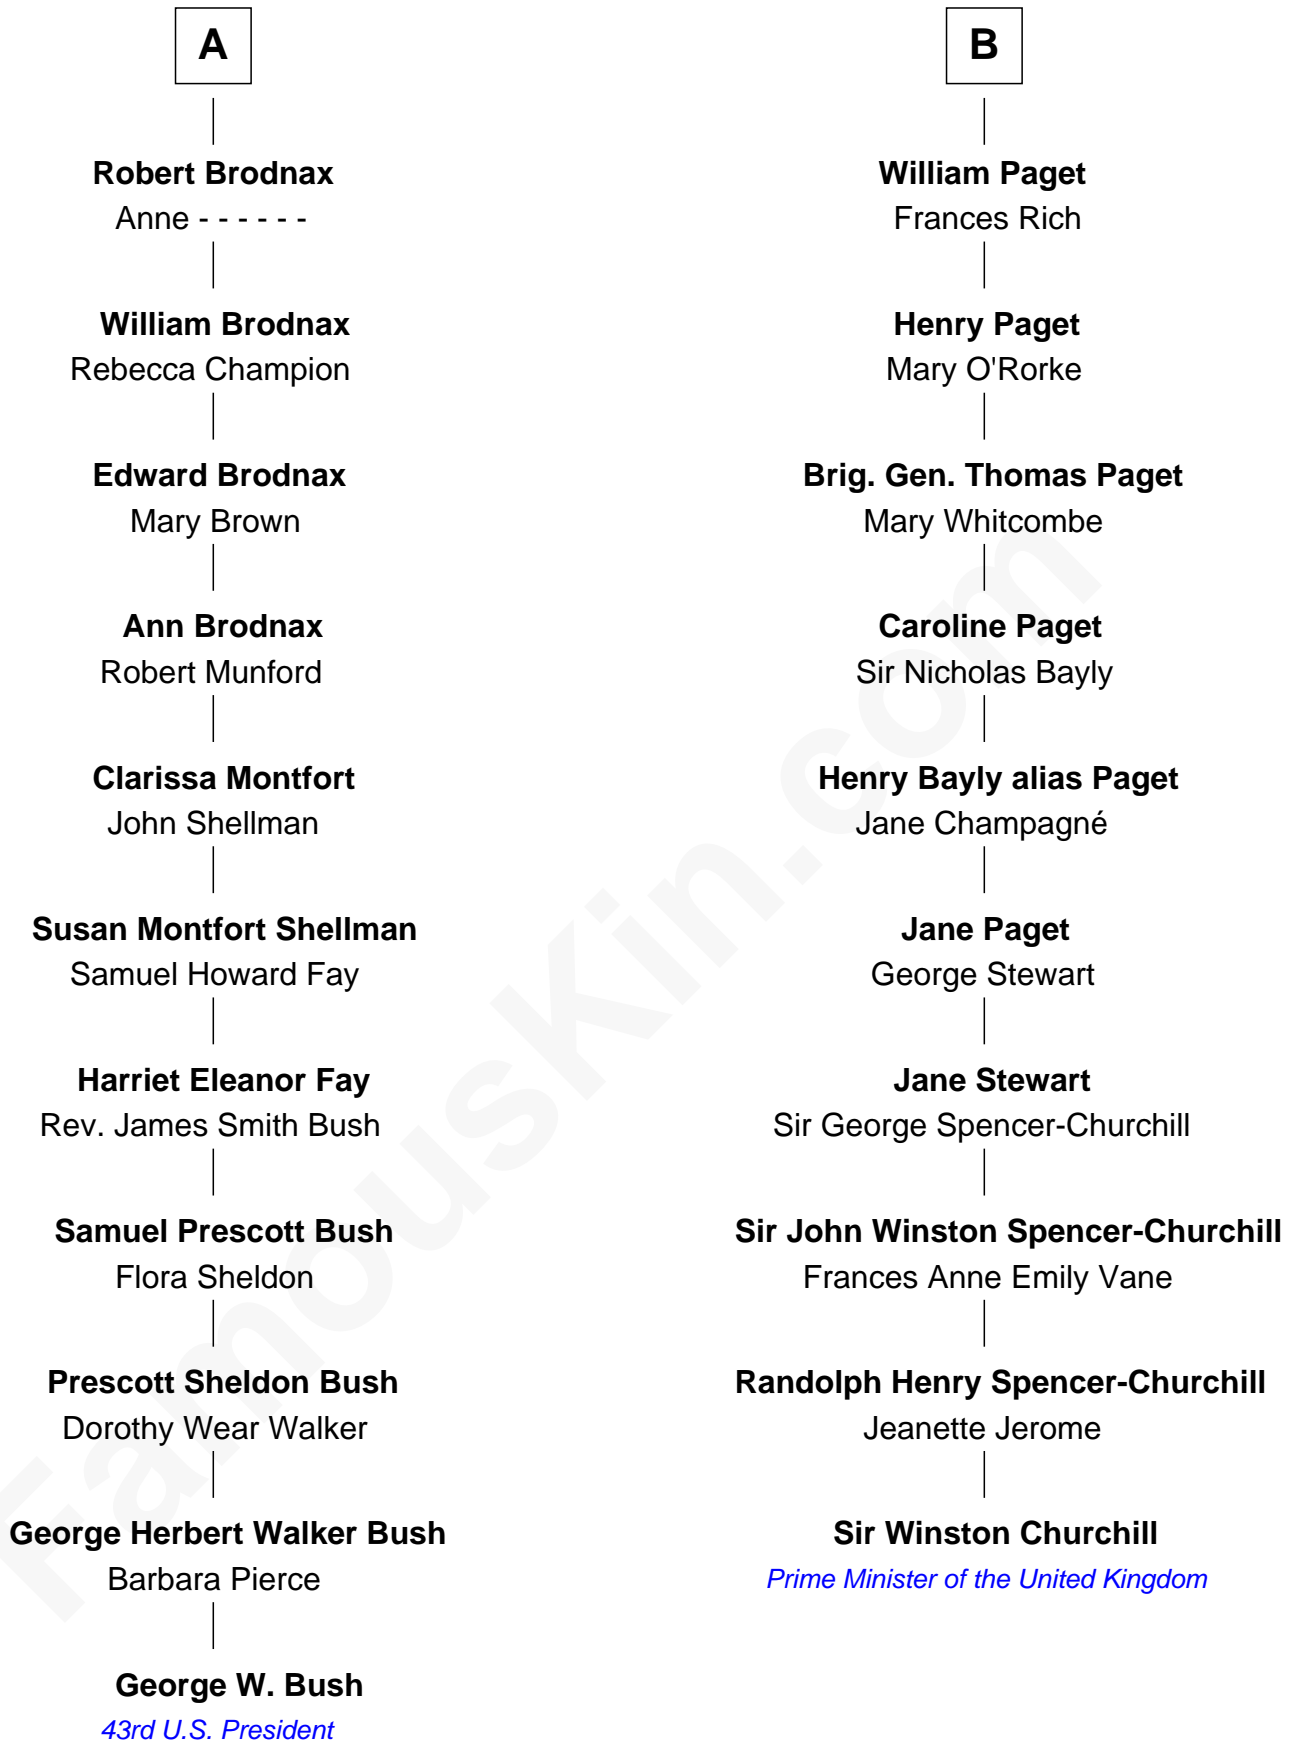 A
Robert Brodnax
Anne - - - - - -
William Brodnax
Rebecca Champion
Edward Brodnax
Mary Brown
Ann Brodnax
Robert Munford
Clarissa Montfort
John Shellman
Susan Montfort Shellman
Samuel Howard Fay
Harriet Eleanor Fay
Rev. James Smith Bush
Samuel Prescott Bush
Flora Sheldon
Prescott Sheldon Bush
Dorothy Wear Walker
George Herbert Walker Bush
Barbara Pierce
George W. Bush
43rd U.S. President
B
William Paget
Frances Rich
Henry Paget
Mary O'Rorke
Brig. Gen. Thomas Paget
Mary Whitcombe
Caroline Paget
Sir Nicholas Bayly
Henry Bayly alias Paget
Jane Champagné
Jane Paget
George Stewart
Jane Stewart
Sir George Spencer-Churchill
Sir John Winston Spencer-Churchill
Frances Anne Emily Vane
Randolph Henry Spencer-Churchill
Jeanette Jerome
Sir Winston Churchill
Prime Minister of the United Kingdom
FamousKin.com